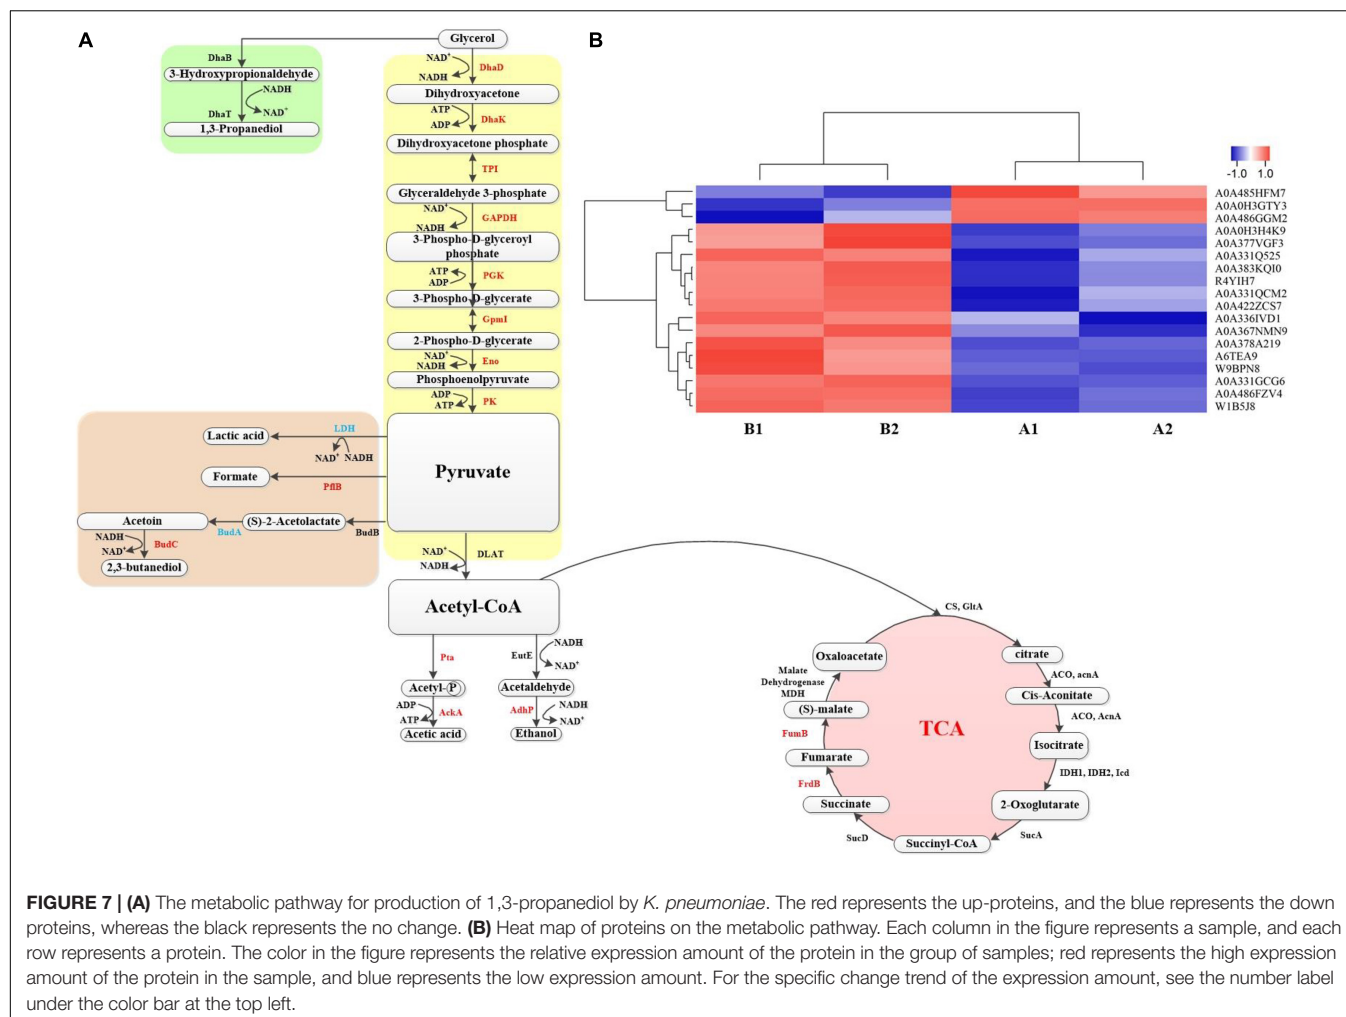 A
Glycerol
B
DhaB
NAD+
DhaD
NADH
3-Hydroxypropionaldehyde
NADH
Dihydroxyacetone
ATP
DhaK
ADP
DhaT
NAD+
1,3-Propanediol
Dihydroxyacetone phosphate
TPI
Glyceraldehyde 3-phosphate
NAD+
GAPDH
NADH
3-Phospho-D-glyceroyl
phosphate
ATP
PGK
ADP
3-Phospho-D-glycerate
GpmI
2-Phospho-D-glycerate
NAD+
Eno
NADH
Phosphoenolpyruvate
ADP
PK
ATP
Pyruvate
LDH
Lactic acid
NAD+ NADH
Formate
PflB
Acetoin
(S)-2-Acetolactate
BudA
BudB
NADH
BudC
NAD+
2,3-butanediol
NAD+
DLAT
NADH
Acetyl-CoA
Pta
EutE
NADH
NAD+
Acetyl-P
Acetaldehyde
ADP
AckA
ATP
AdhP
NADH
NAD+
Acetic acid
Ethanol
-1.0 1.0
A0A485HFM7
A0A0H3GTY3
A0A486GGM2
A0A0H3H4K9
A0A377VGF3
A0A331Q525
A0A383KQI0
R4YIH7
A0A331QCM2
A0A422ZCS7
A0A336IVD1
A0A367NMN9
A0A378A219
A6TEA9
W9BPN8
A0A331GCG6
A0A486FZV4
W1B5J8
B1 B2 A1 A2
CS, GltA
Oxaloacetate
citrate
Malate
Dehydrogenase
MDH
ACO, acnA
Cis-Aconitate
(S)-malate
ACO, AcnA
FumB
TCA
Isocitrate
Fumarate
IDH1, IDH2, Icd
FrdB
Succinate
2-Oxoglutarate
SucD
SucA
Succinyl-CoA
FIGURE 7 | (A) The metabolic pathway for production of 1,3-propanediol by K. pneumoniae. The red represents the up-proteins, and the blue represents the down
proteins, whereas the black represents the no change. (B) Heat map of proteins on the metabolic pathway. Each column in the figure represents a sample, and each
row represents a protein. The color in the figure represents the relative expression amount of the protein in the group of samples; red represents the high expression
amount of the protein in the sample, and blue represents the low expression amount. For the specific change trend of the expression amount, see the number label
under the color bar at the top left.